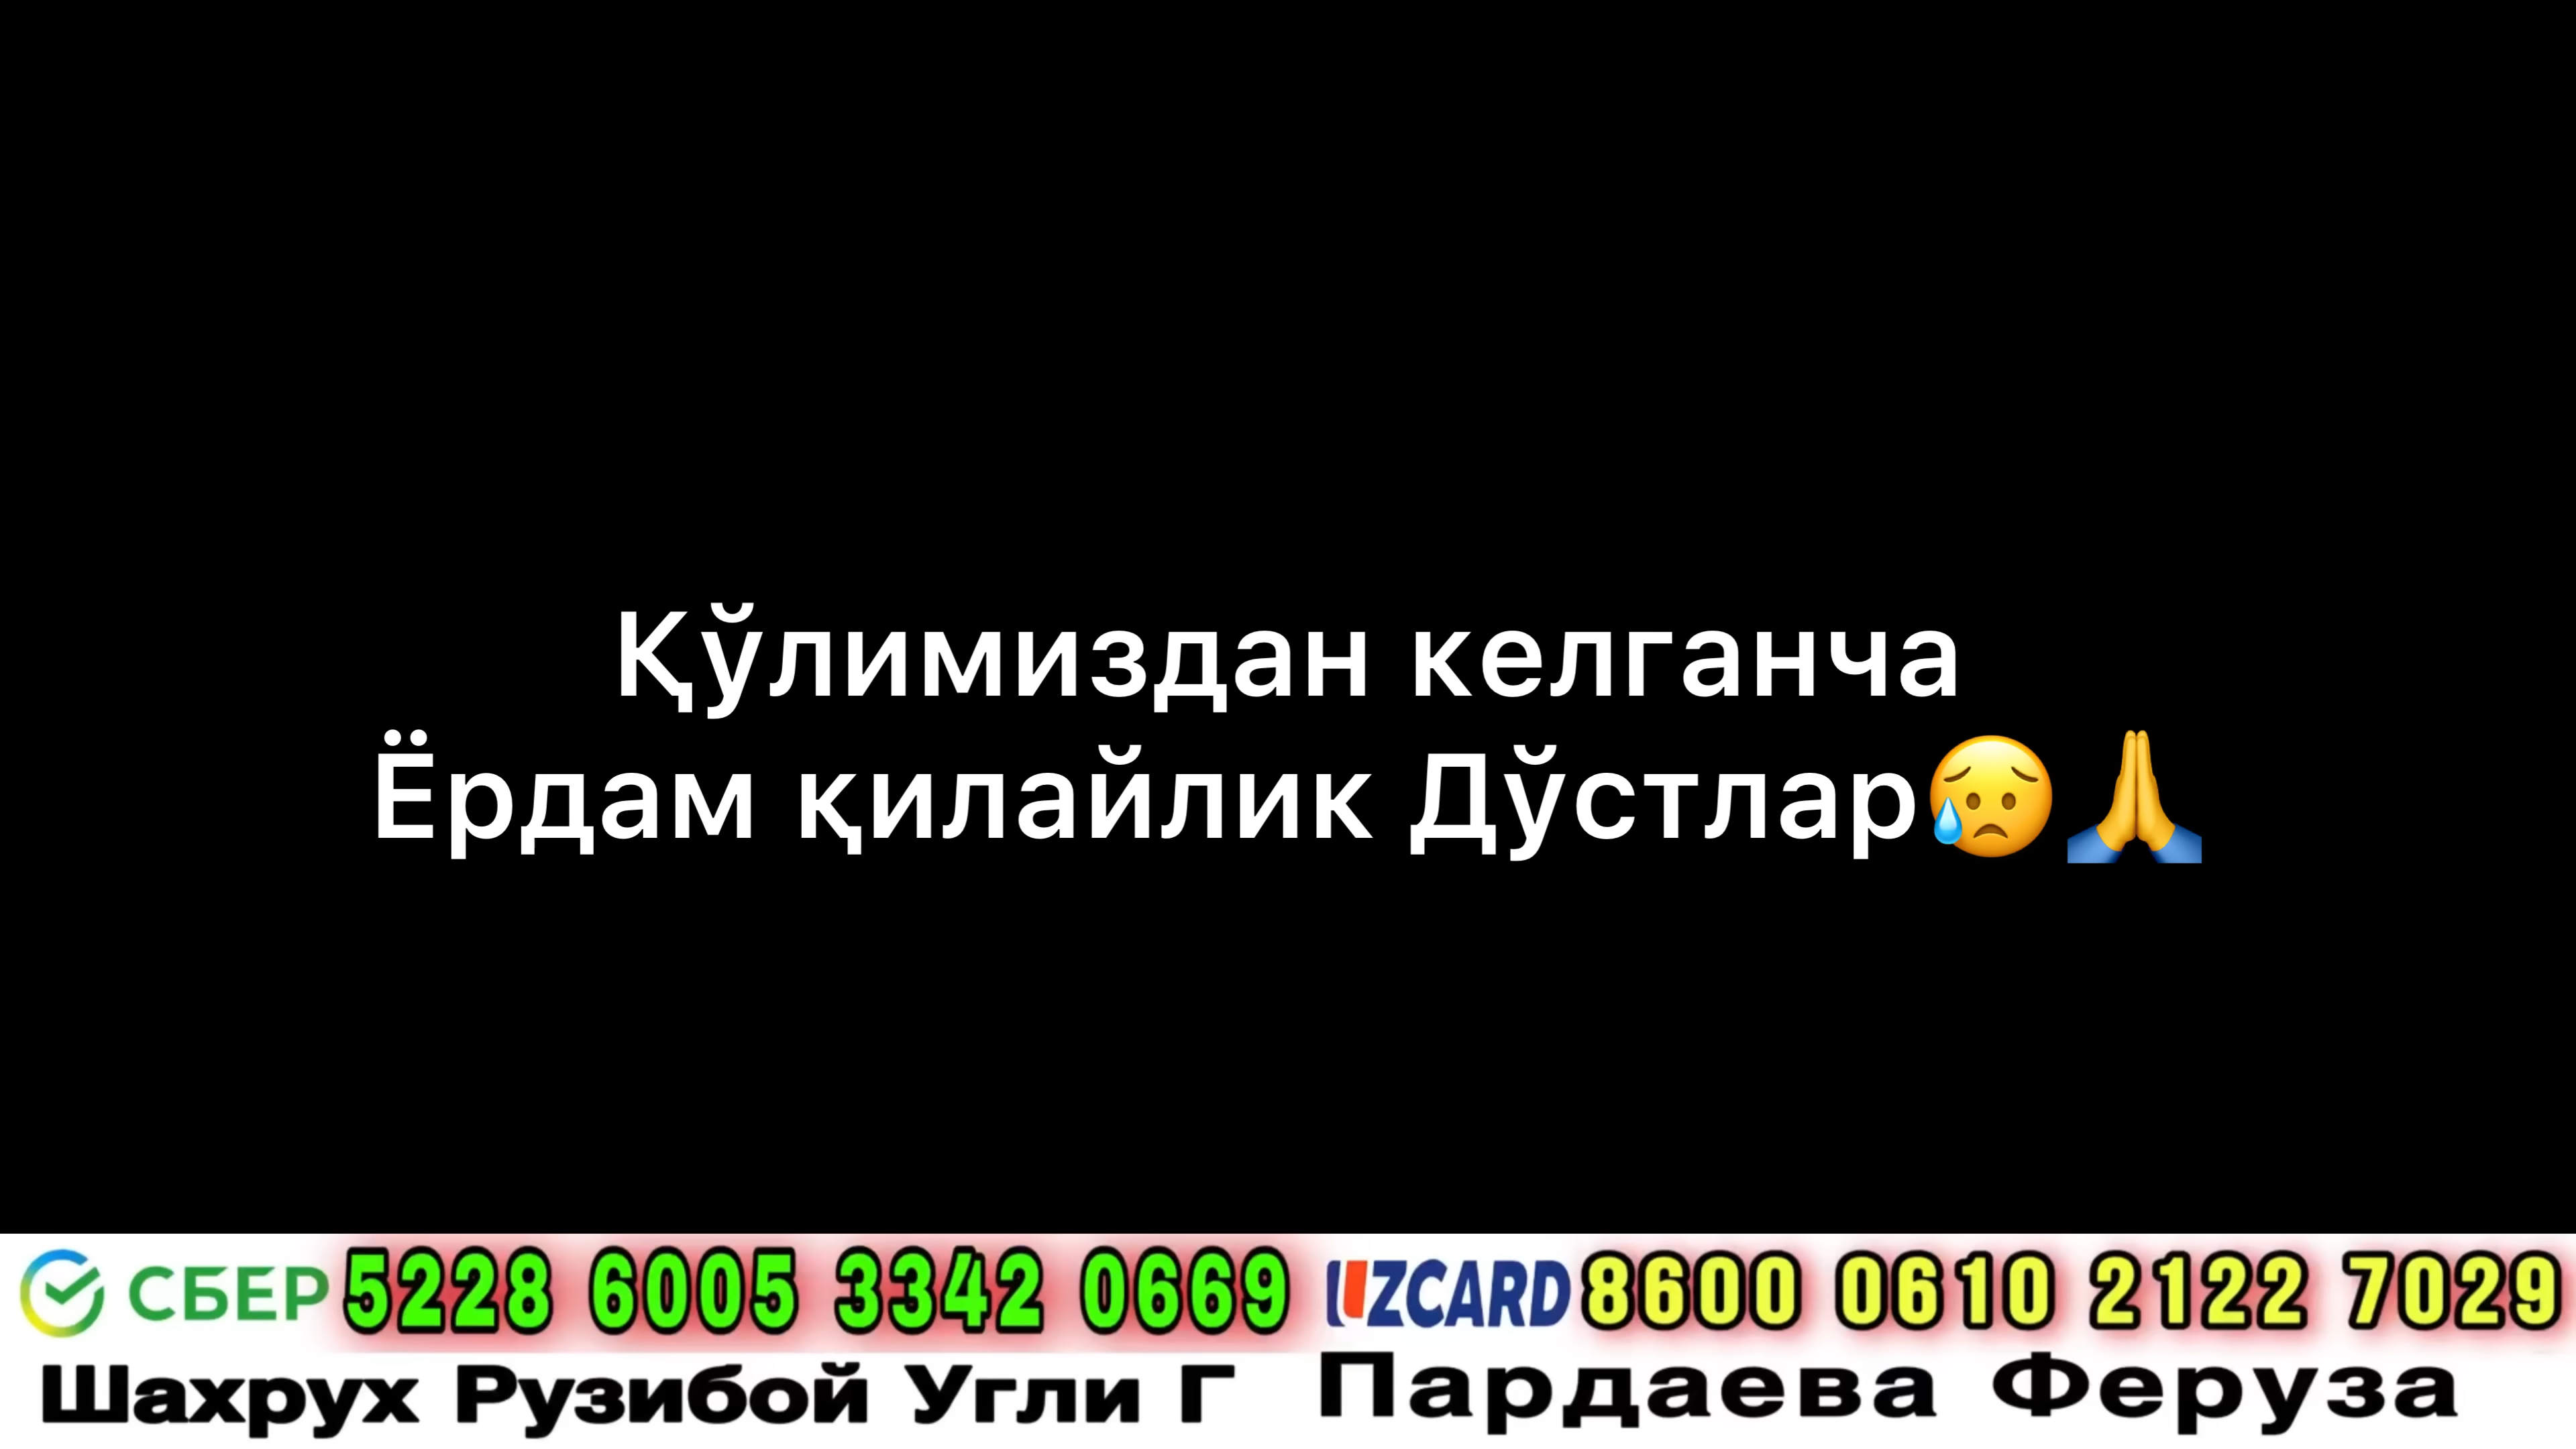 Қўлимиздан келганча
Ёрдам қилайлик Дўстлар😥🙏
СБЕР 5228 6005 3342 0669 UZCARD 8600 0610 2122 7029
Шахрух Рузибой Угли Г Пардаева Феруза